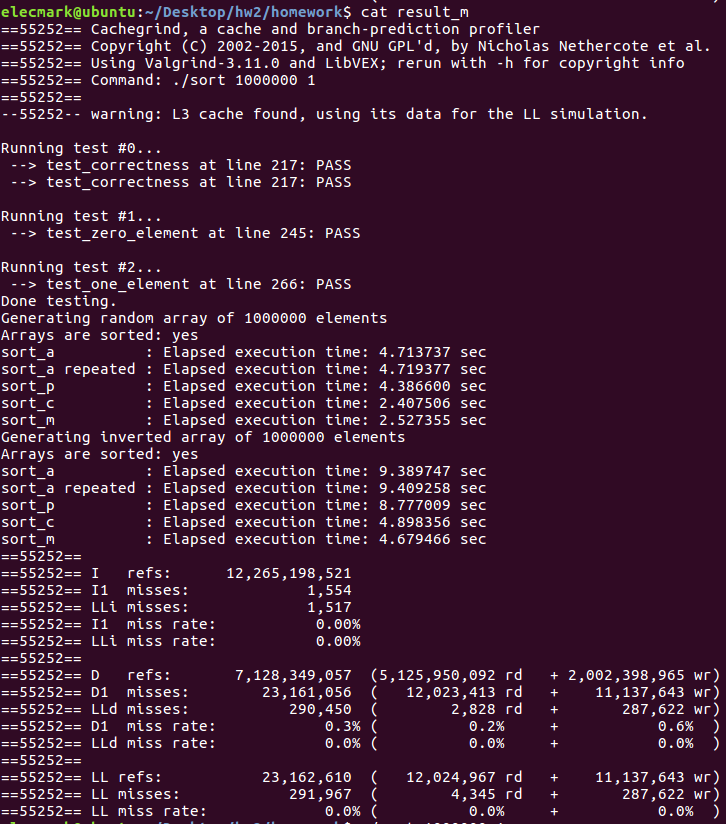 elecmark@ubuntu:~/Desktop/hw2/homework$ cat result_m
==55252== Cachegrind, a cache and branch-prediction profiler
==55252== Copyright (C) 2002-2015, and GNU GPL'd, by Nicholas Nethercote et al.
==55252== Using Valgrind-3.11.0 and LibVEX; rerun with -h for copyright info
==55252== Command: ./sort 1000000 1
==55252==
--55252-- warning: L3 cache found, using its data for the LL simulation.
Running test #0...
 --> test_correctness at line 217: PASS
 --> test_correctness at line 217: PASS
Running test #1...
 --> test_zero_element at line 245: PASS
Running test #2...
 --> test_one_element at line 266: PASS
Done testing.
Generating random array of 1000000 elements
Arrays are sorted: yes
sort_a          : Elapsed execution time: 4.713737 sec
sort_a repeated : Elapsed execution time: 4.719377 sec
sort_p          : Elapsed execution time: 4.386600 sec
sort_c          : Elapsed execution time: 2.407506 sec
sort_m          : Elapsed execution time: 2.527355 sec
Generating inverted array of 1000000 elements
Arrays are sorted: yes
sort_a          : Elapsed execution time: 9.389747 sec
sort_a repeated : Elapsed execution time: 9.409258 sec
sort_p          : Elapsed execution time: 8.777009 sec
sort_c          : Elapsed execution time: 4.898356 sec
sort_m          : Elapsed execution time: 4.679466 sec
==55252==
==55252== I   refs:      12,265,198,521
==55252== I1  misses:             1,554
==55252== LLi misses:             1,517
==55252== I1  miss rate:           0.00%
==55252== LLi miss rate:           0.00%
==55252==
==55252== D   refs:       7,128,349,057  (5,125,950,092 rd   + 2,002,398,965 wr)
==55252== D1  misses:        23,161,056  (   12,023,413 rd   +    11,137,643 wr)
==55252== LLd misses:           290,450  (        2,828 rd   +       287,622 wr)
==55252== D1  miss rate:            0.3% (          0.2%     +           0.6%  )
==55252== LLd miss rate:            0.0% (          0.0%     +           0.0%  )
==55252==
==55252== LL refs:           23,162,610  (   12,024,967 rd   +    11,137,643 wr)
==55252== LL misses:            291,967  (        4,345 rd   +       287,622 wr)
==55252== LL miss rate:             0.0% (          0.0%     +           0.0%  )